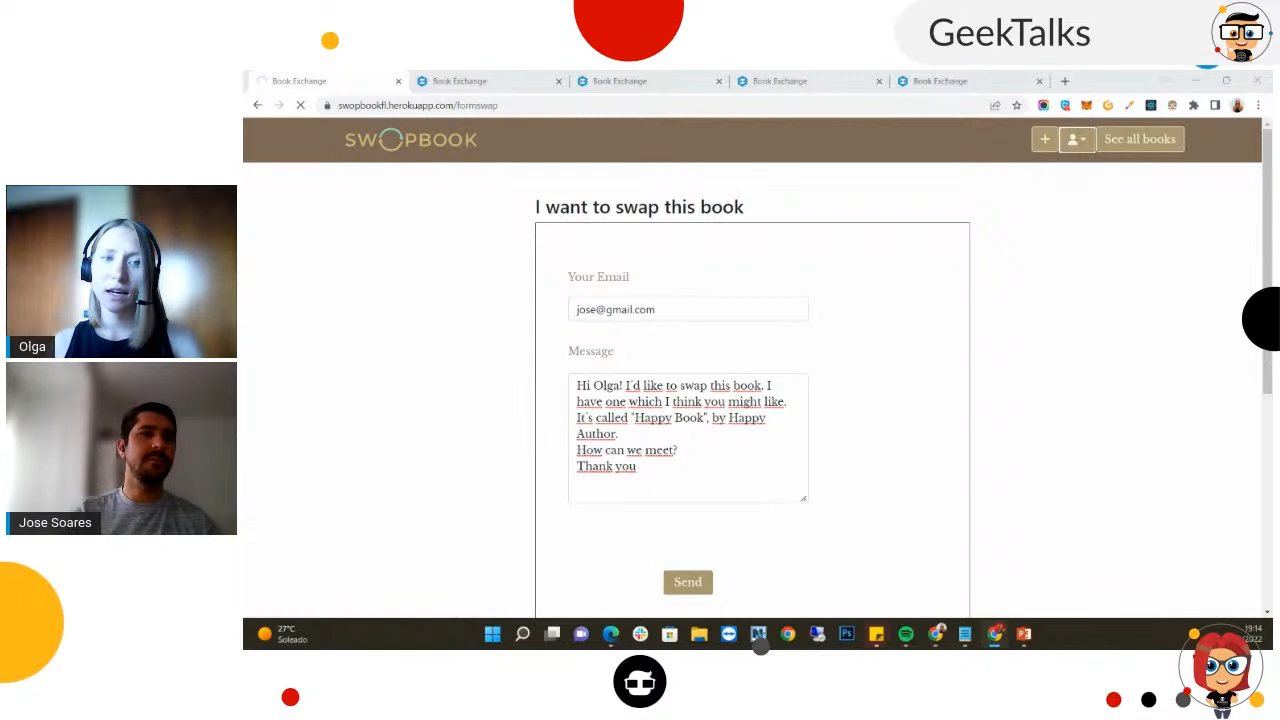 GeekTalks
Book Exchange
Book Exchange
Book Exchange
Book Exchange
Book Exchange
swopbookfl.herokuapp.com/formswap
SWOPBOOK
+
See all books
I want to swap this book
Your Email
jose@gmail.com
Message
Hi Olga! I´d like to swap this book. I
have one which I think you might like.
It´s called "Happy Book", by Happy
Author.
How can we meet?
Thank you
Send
Olga
Jose Soares
27°C
Soleado
19:14